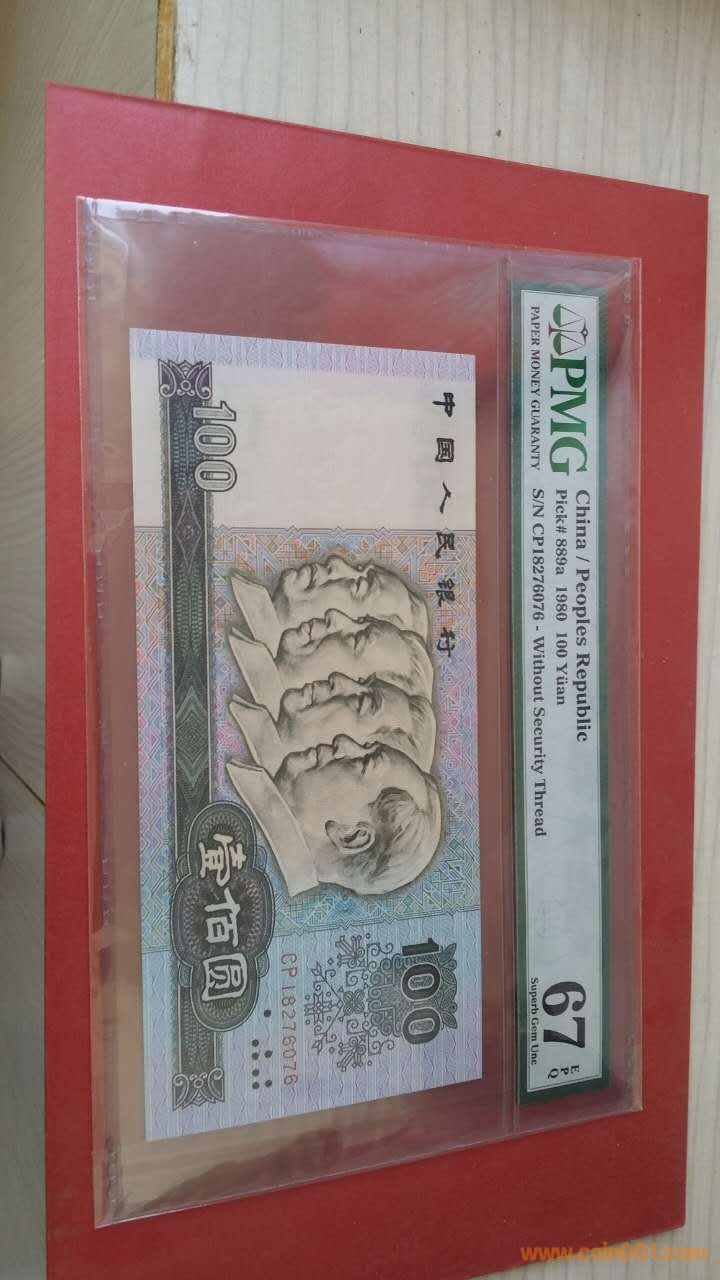 PMG
PAPER MONEY GUARANTY
China / Peoples Republic
Pick# 889a 1980 100 Yüan
S/N CP18276076 - Without Security Thread
67 EPQ
Superb Gem Unc
中国人民银行
100
100
CP18276076
壹佰圆
www.coin001.com